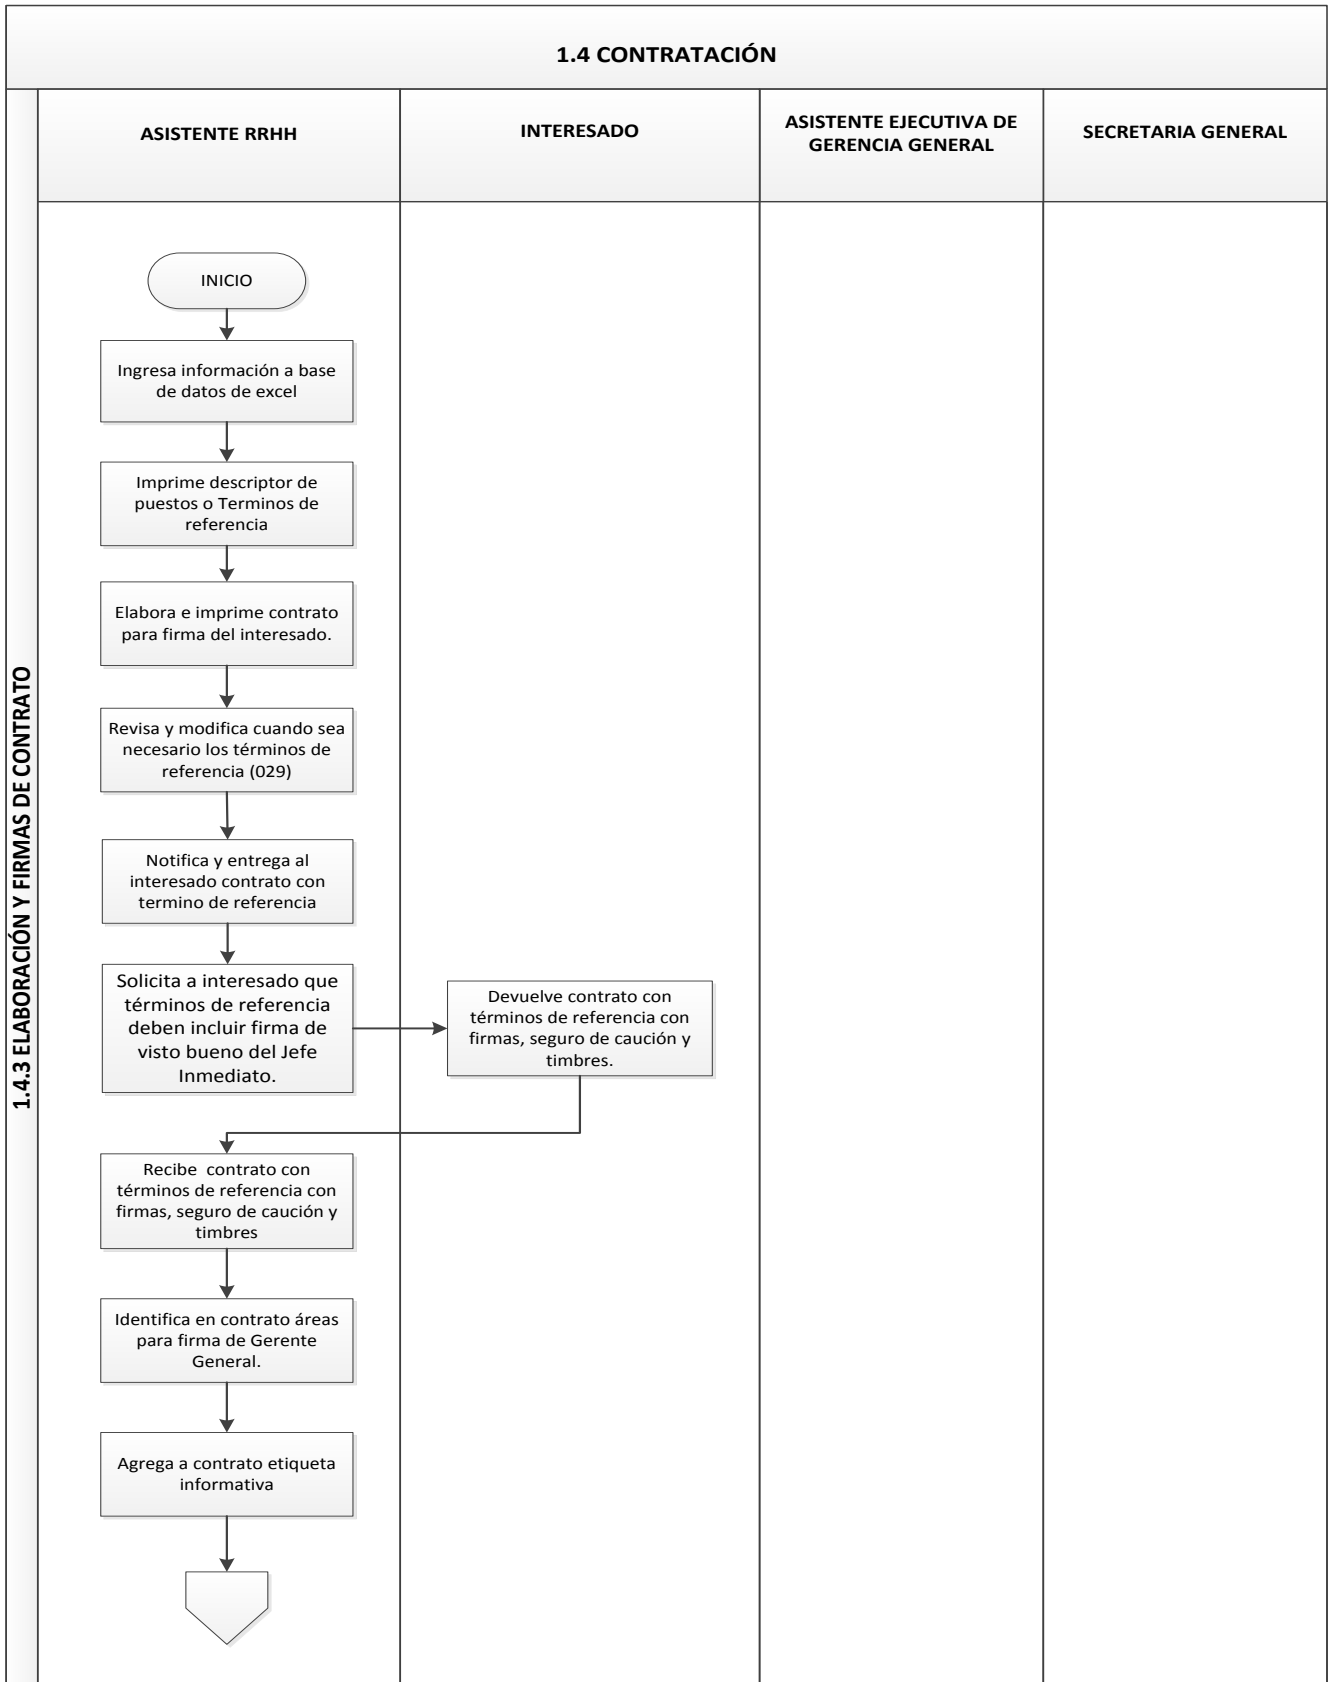 1.4 CONTRATACIÓN
ASISTENTE RRHH
INTERESADO
ASISTENTE EJECUTIVA DE
GERENCIA GENERAL
SECRETARIA GENERAL
1.4.3 ELABORACIÓN Y FIRMAS DE CONTRATO
INICIO
Ingresa información a base
de datos de excel
Imprime descriptor de
puestos o Terminos de
referencia
Elabora e imprime contrato
para firma del interesado.
Revisa y modifica cuando sea
necesario los términos de
referencia (029)
Notifica y entrega al
interesado contrato con
termino de referencia
Solicita a interesado que
términos de referencia
deben incluir firma de
visto bueno del Jefe
Inmediato.
Devuelve contrato con
términos de referencia con
firmas, seguro de caución y
timbres.
Recibe contrato con
términos de referencia con
firmas, seguro de caución y
timbres
Identifica en contrato áreas
para firma de Gerente
General.
Agrega a contrato etiqueta
informativa